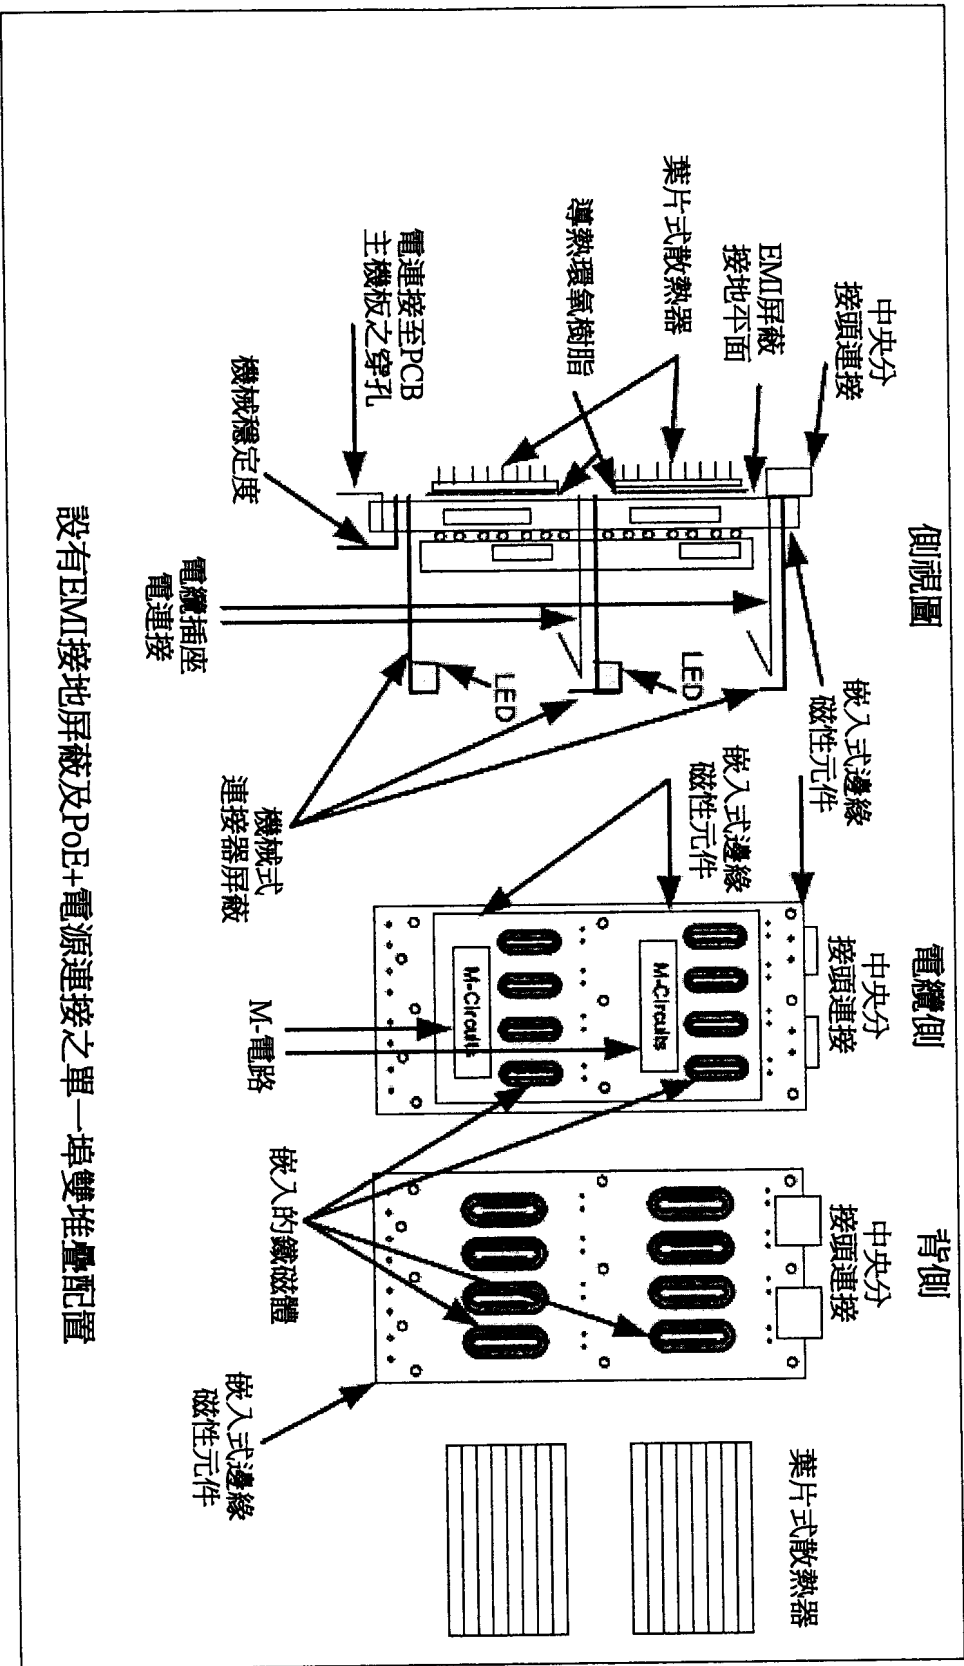 側視圖
電纜側
背側
中央分
接頭連接
EMI屏蔽
接地平面
葉片式散熱器
導熱環氧樹脂
電連接至PCB
主機板之穿孔
機械穩定度
嵌入式邊緣
磁性元件
LED
LED
電纜插座
電連接
機械式
連接器屏蔽
嵌入式邊緣
磁性元件
中央分
接頭連接
M-Circuits
M-Circuits
M-電路
嵌入的鐵磁體
中央分
接頭連接
嵌入式邊緣
磁性元件
葉片式散熱器
設有EMI接地屏蔽及PoE+電源連接之單一埠雙堆疊配置